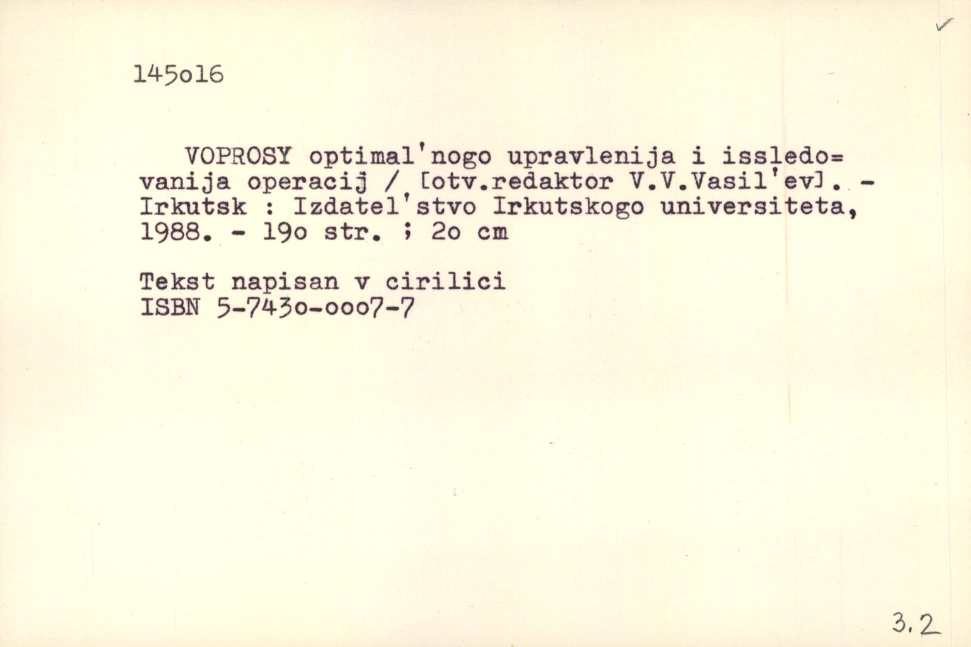 145o16
VOPROSY optimal'nogo upravlenija i issledo=
vanija operacij / [otv.redaktor V.V.Vasil'ev]. -
Irkutsk : Izdatel'stvo Irkutskogo universiteta,
1988. - 19o str. ; 2o cm
Tekst napisan v cirilici
ISBN 5-743o-ooo7-7
3.2